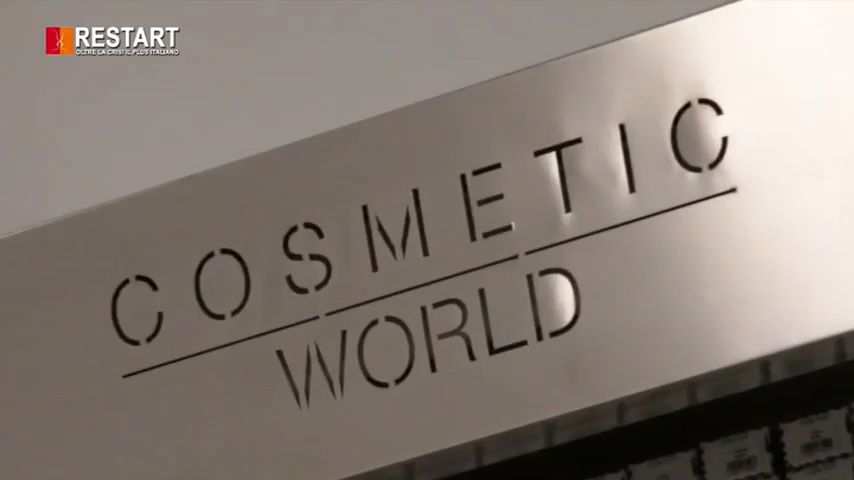 RESTART
OLTRE LA CRISI IL PLUS ITALIANO
COSMETIC
WORLD